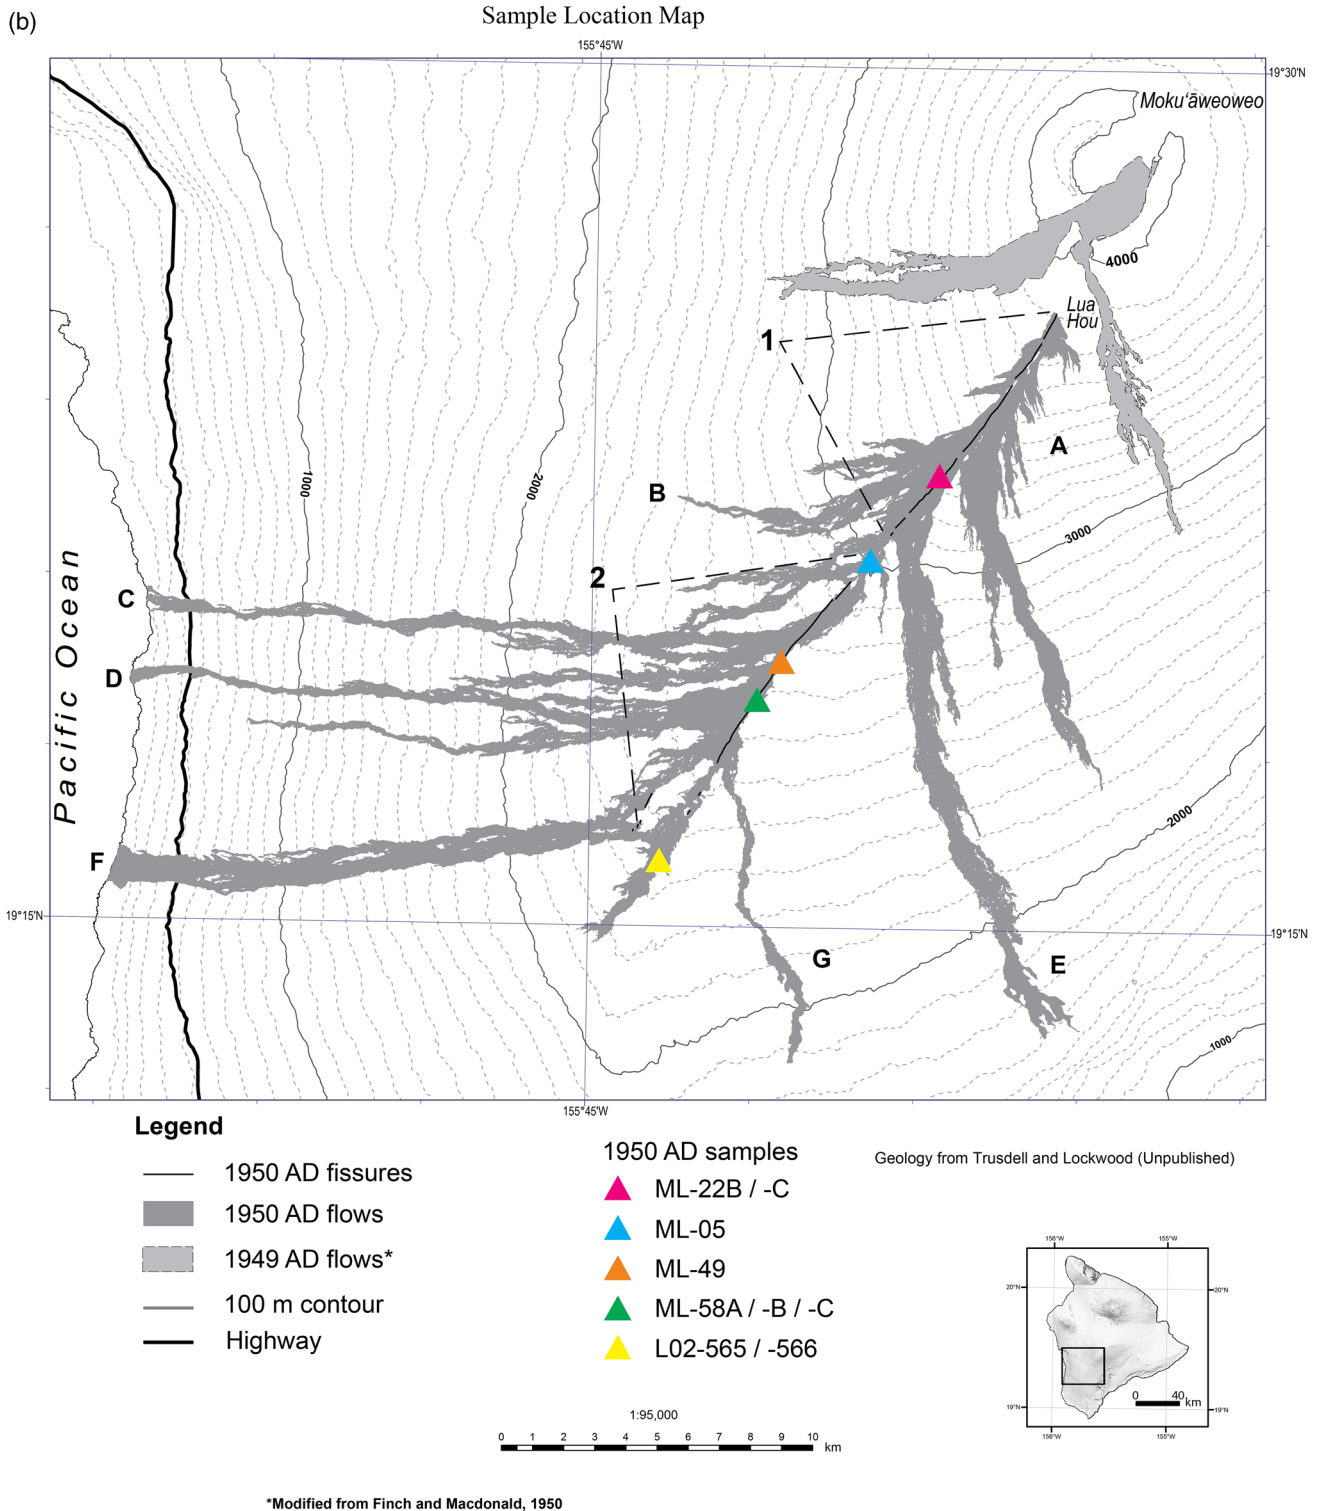 (b)
Sample Location Map
155°45'W
19°30'N
Moku‘āweoweo
4000
Lua
Hou
1
A
B
1000
2000
3000
2
C
D
Pacific Ocean
2000
F
19°15'N
19°15'N
G
E
1000
155°45'W
Legend
1950 AD fissures
1950 AD flows
1949 AD flows*
100 m contour
Highway
1950 AD samples
ML-22B / -C
ML-05
ML-49
ML-58A / -B / -C
L02-565 / -566
Geology from Trusdell and Lockwood (Unpublished)
156°W
155°W
20°N
20°N
0
40
km
19°N
19°N
156°W
155°W
1:95,000
0 1 2 3 4 5 6 7 8 9 10
km
*Modified from Finch and Macdonald, 1950